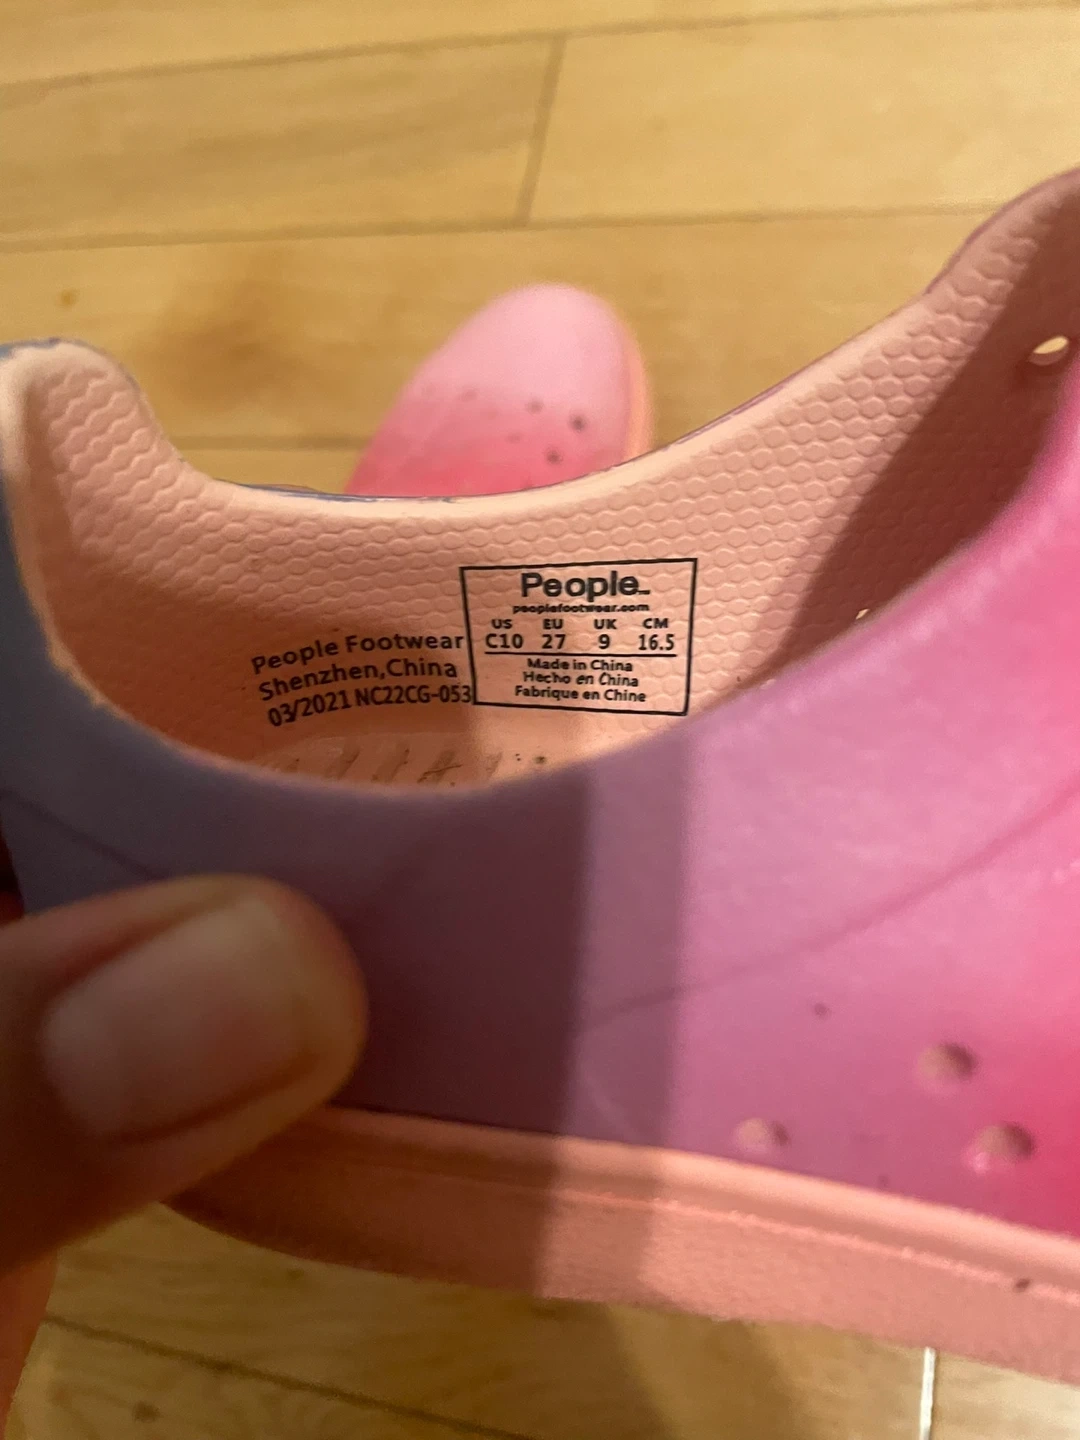 People Footwear
Shenzhen,China
03/2021 NC22CG-053
People™
peoplefootwear.com
US EU UK CM
C10 27 9 16.5
Made in China
Hecho en China
Fabrique en Chine